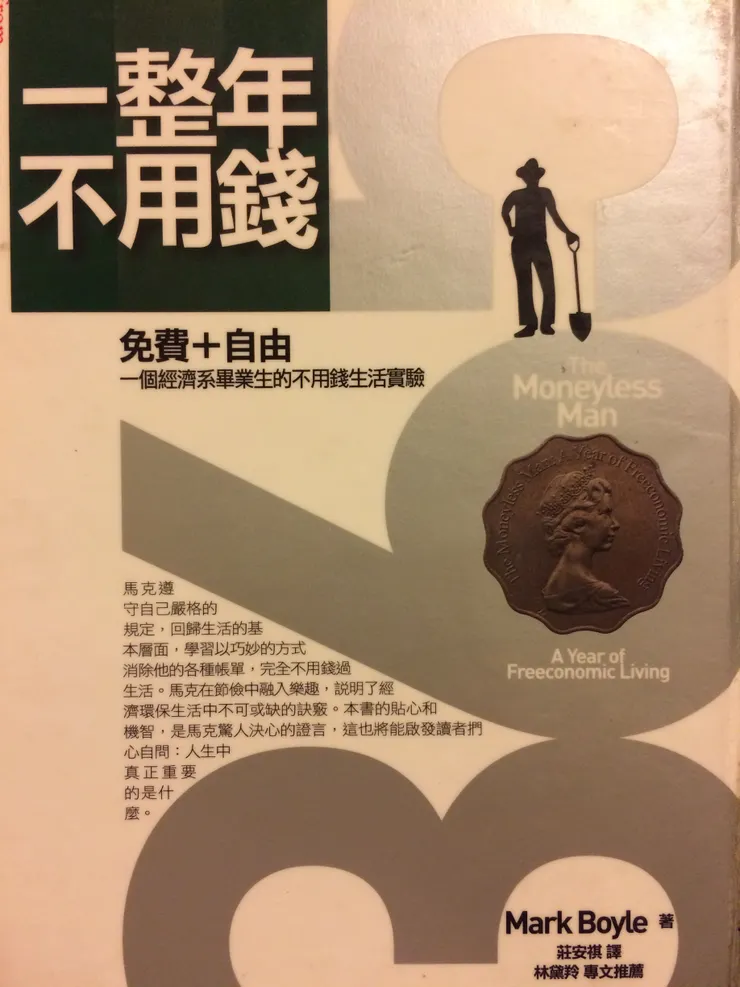 一整年
不用錢
免費＋自由
一個經濟系畢業生的不用錢生活實驗
The
Moneyless
Man
The Moneyless Man: A Year of Freeconomic Living
A Year of
Freeconomic Living
馬克遵
守自己嚴格的
規定，回歸生活的基
本層面，學習以巧妙的方式
消除他的各種帳單，完全不用錢過
生活。馬克在節儉中融入樂趣，說明了經
濟環保生活中不可或缺的訣竅。本書的貼心和
機智，是馬克驚人決心的證言，這也將能啟發讀者捫
心自問：人生中
真正重要
的是什
麼。
Mark Boyle 著
莊安祺 譯
林黛羚 專文推薦